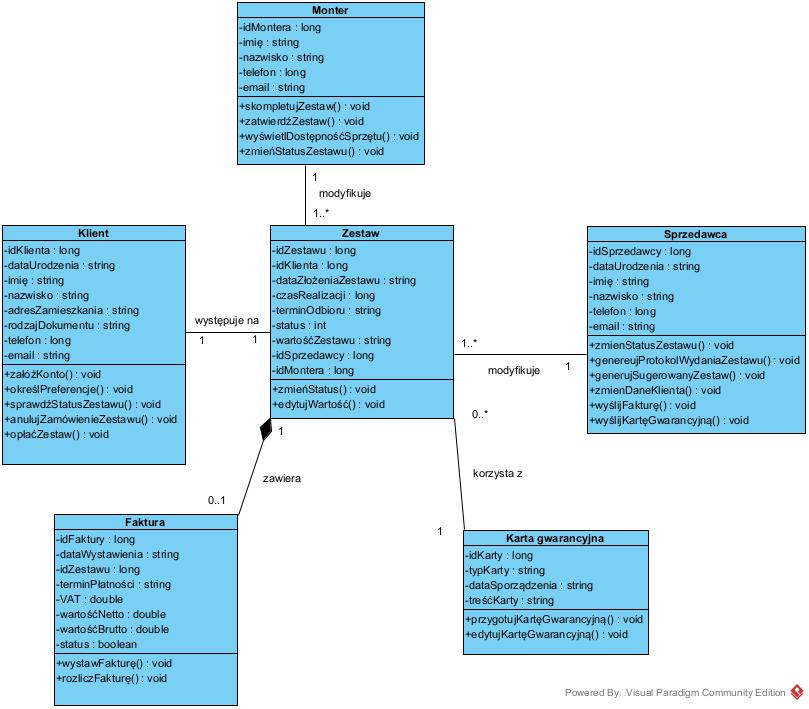 Monter
-idMontera : long
-imię : string
-nazwisko : string
-telefon : long
-email : string
+skompletujZestaw() : void
+zatwierdźZestaw() : void
+wyświetlDostępnośćSprzętu() : void
+zmieńStatusZestawu() : void
1
modyfikuje
1..*
Klient
-idKlienta : long
-dataUrodzenia : string
-imię : string
-nazwisko : string
-adresZamieszkania : string
-rodzajDokumentu : string
-telefon : long
-email : string
+załóżKonto() : void
+określPreferencje() : void
+sprawdźStatusZestawu() : void
+anulujZamówienieZestawu() : void
+opłaćZestaw() : void
występuje na
1
1
Zestaw
-idZestawu : long
-idKlienta : long
-dataZłożeniaZestawu : string
-czasRealizacji : long
-terminOdbioru : string
-status : int
-wartośćZestawu : string
-idSprzedawcy : long
-idMontera : long
+zmieńStatus() : void
+edytujWartość() : void
1..*
modyfikuje
1
Sprzedawca
-idSprzedawcy : long
-dataUrodzenia : string
-imię : string
-nazwisko : string
-telefon : long
-email : string
+zmienStatusZestawu() : void
+genereujProtokolWydaniaZestawu() : void
+generujSugerowanyZestaw() : void
+zmienDaneKlienta() : void
+wyślijFakturę() : void
+wyślijKartęGwarancyjną() : void
1
zawiera
0..1
0..*
korzysta z
1
Faktura
-idFaktury : long
-dataWystawienia : string
-idZestawu : long
-terminPłatności : string
-VAT : double
-wartośćNetto : double
-wartośćBrutto : double
-status : boolean
+wystawFakturę() : void
+rozliczFakturę() : void
Karta gwarancyjna
-idKarty : long
-typKarty : string
-dataSporządzenia : string
-treśćKarty : string
+przygotujKartęGwarancyjną() : void
+edytujKartęGwarancyjną() : void
Powered By Visual Paradigm Community Edition